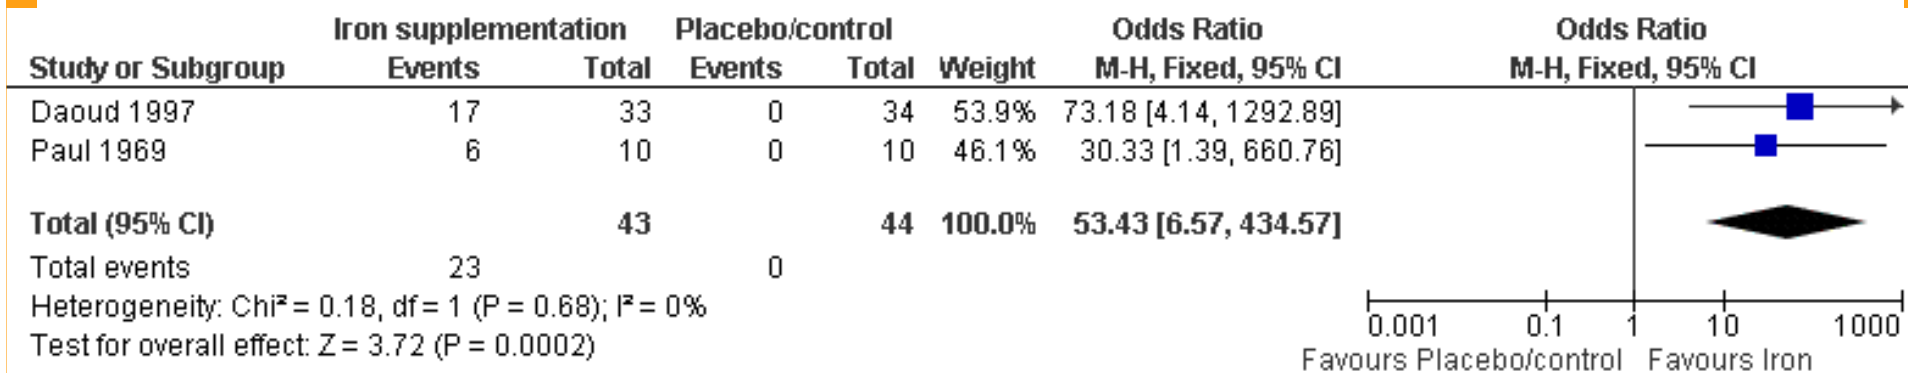 Iron supplementation Placebo/control Odds Ratio Odds Ratio
Study or Subgroup Events Total Events Total Weight M-H, Fixed, 95% CI M-H, Fixed, 95% CI
Daoud 1997 17 33 0 34 53.9% 73.18 [4.14, 1292.89]
Paul 1969 6 10 0 10 46.1% 30.33 [1.39, 660.76]
Total (95% CI) 43 44 100.0% 53.43 [6.57, 434.57]
Total events 23 0
Heterogeneity: Chi² = 0.18, df = 1 (P = 0.68); I² = 0%
Test for overall effect: Z = 3.72 (P = 0.0002)
0.001 0.1 1 10 1000
Favours Placebo/control Favours Iron